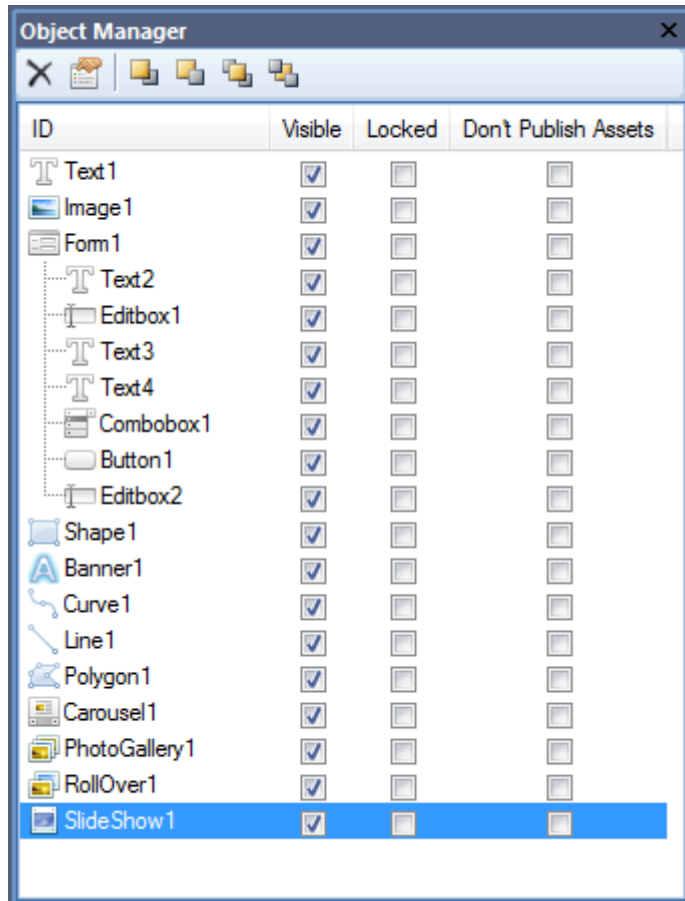 Object Manager
ID Visible Locked Don't Publish Assets
Text1
Image1
Form1
Text2
Editbox1
Text3
Text4
Combobox1
Button1
Editbox2
Shape1
Banner1
Curve1
Line1
Polygon1
Carousel1
PhotoGallery1
RollOver1
SlideShow1